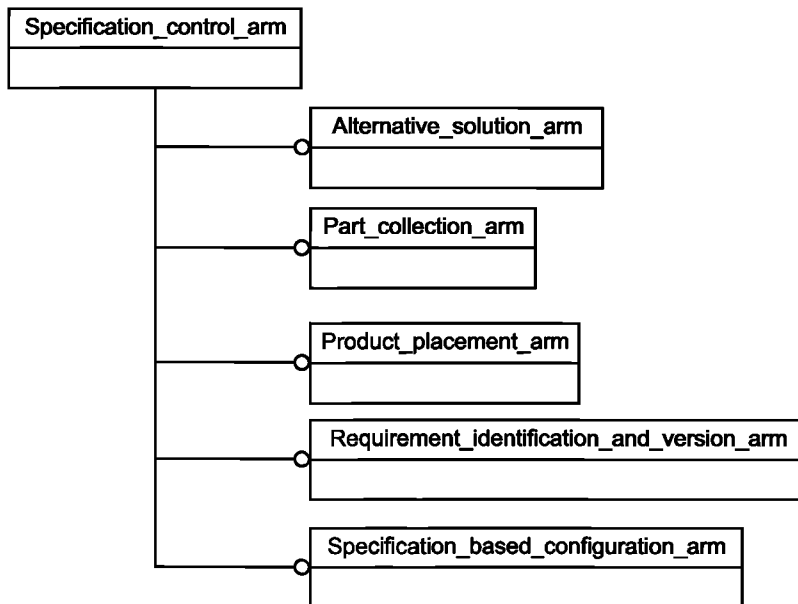 Specification_control_arm
Alternative_solution_arm
Part_collection_arm
Product_placement_arm
Requirement_identification_and_version_arm
Specification_based_configuration_arm